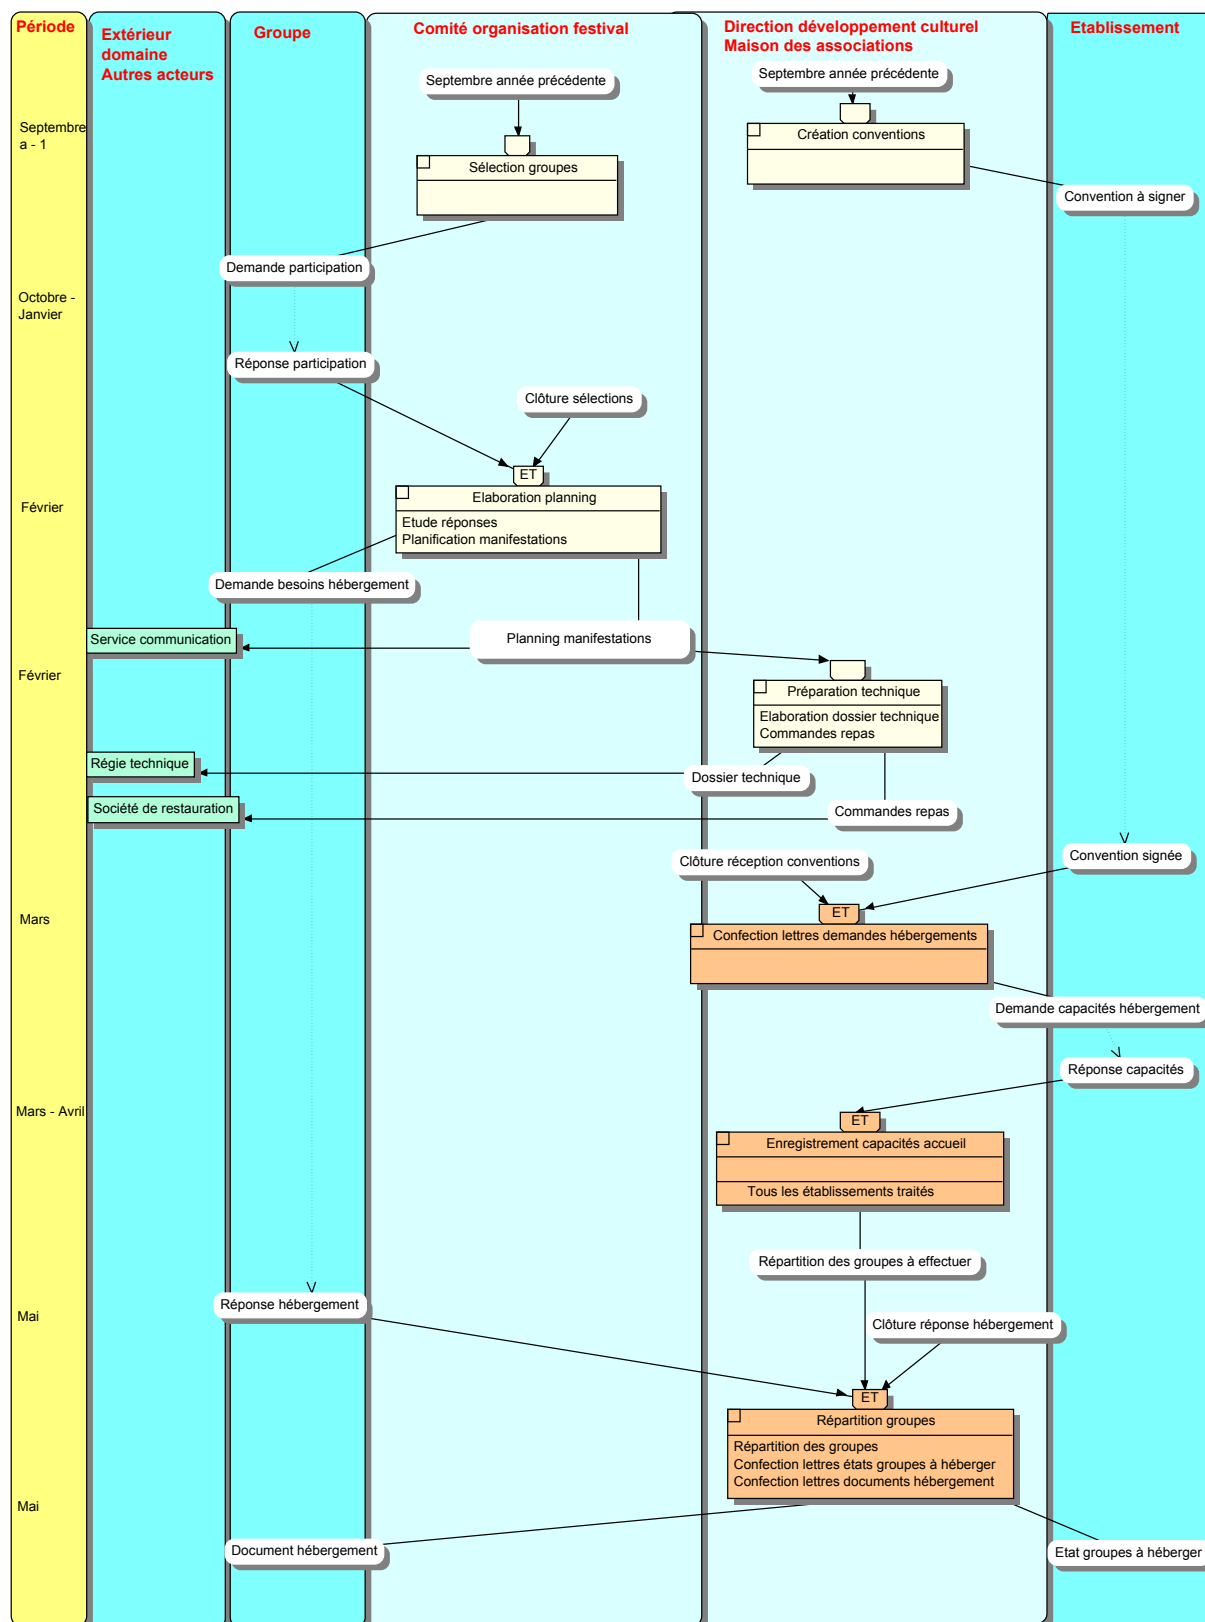 Période
Extérieur
domaine
Autres acteurs
Groupe
Comité organisation festival
Direction développement culturel
Maison des associations
Etablissement
Septembre année précédente
Septembre année précédente
Septembre
a - 1
Création conventions
Sélection groupes
Convention à signer
Demande participation
Octobre -
Janvier
Réponse participation
Clôture sélections
ET
Elaboration planning
Février
Etude réponses
Planification manifestations
Demande besoins hébergement
Service communication
Planning manifestations
Février
Préparation technique
Elaboration dossier technique
Commandes repas
Régie technique
Dossier technique
Société de restauration
Commandes repas
Clôture réception conventions
Convention signée
Mars
ET
Confection lettres demandes hébergements
Demande capacités hébergement
Réponse capacités
Mars - Avril
ET
Enregistrement capacités accueil
Tous les établissements traités
Répartition des groupes à effectuer
Réponse hébergement
Mai
Clôture réponse hébergement
ET
Répartition groupes
Répartition des groupes
Confection lettres états groupes à héberger
Confection lettres documents hébergement
Mai
Document hébergement
Etat groupes à héberger